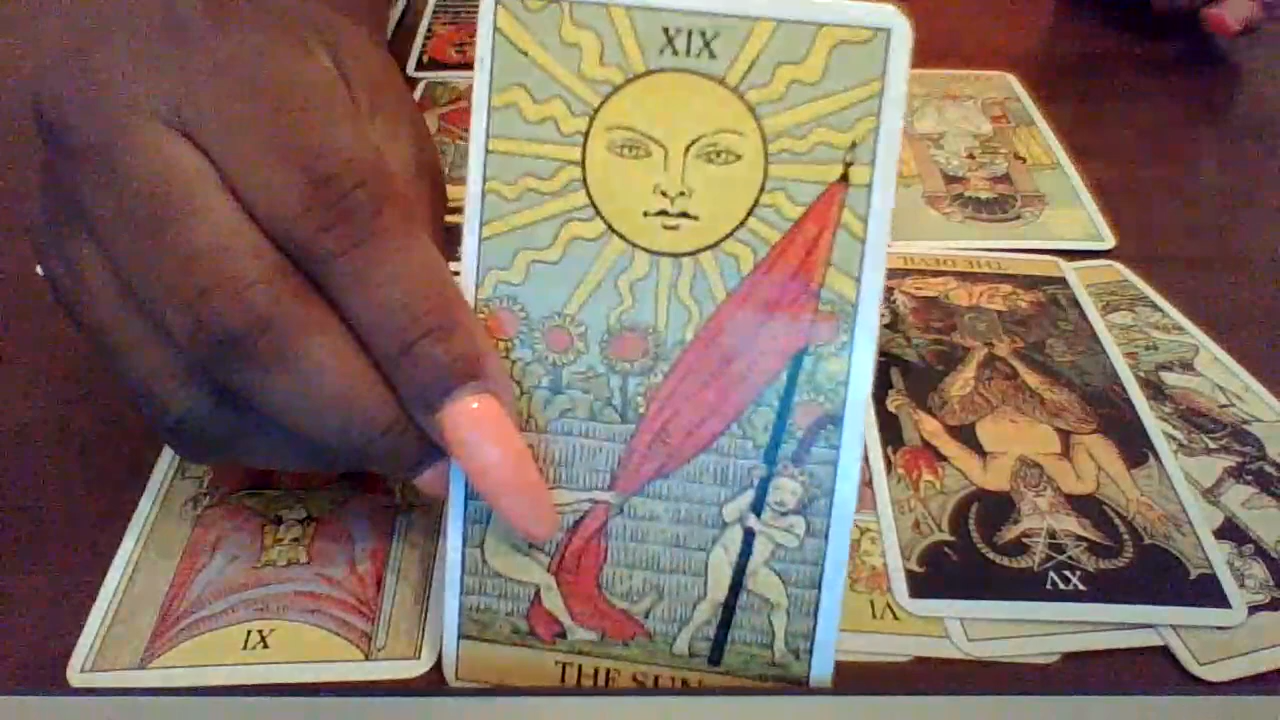 XIX
THE DEVIL
XV
VI
IX
THE SUN